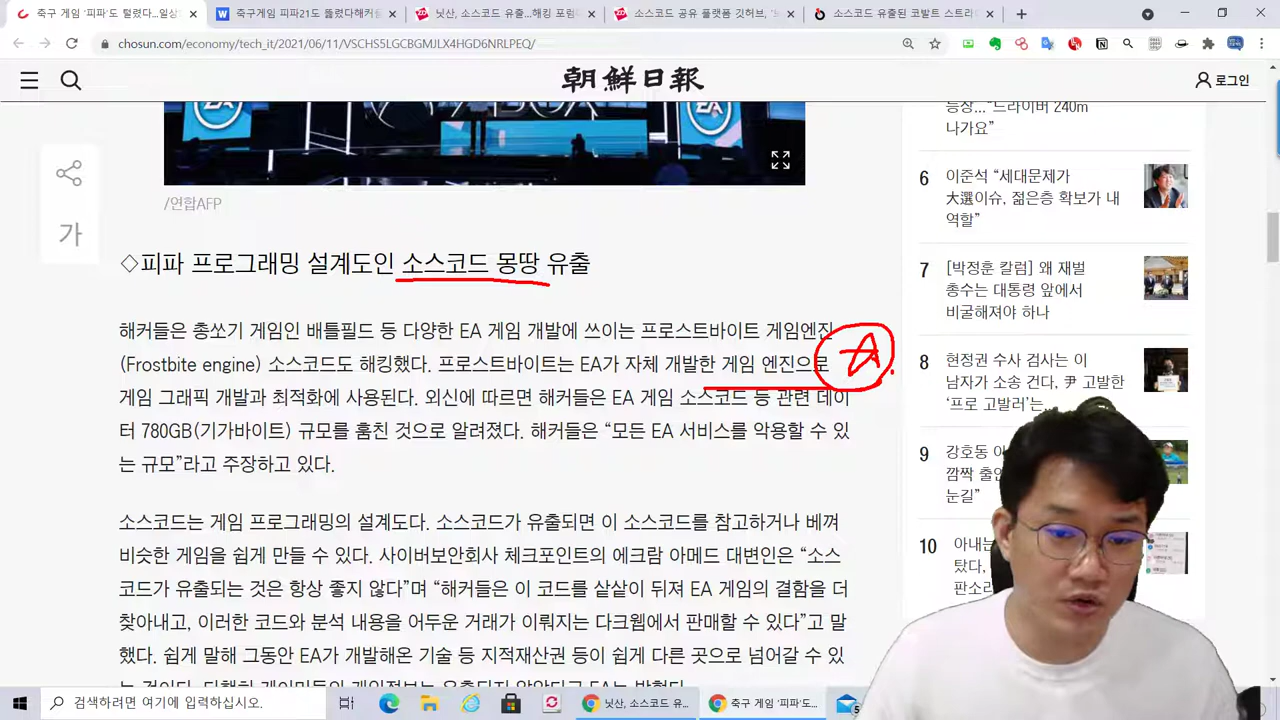 축구 게임 '피파'도 털렸다...일상
축구게임 피파21도 뚫렸다해커들
닛산, 소스코드 유출...해킹 포럼에
소스코드 공유 플랫폼 깃허브, '보
소스코드 유출된 코발트 스트라이
로그인
朝鮮日報
EA
EA
/연합AFP
가
◇피파 프로그래밍 설계도인 소스코드 몽땅 유출
해커들은 총쏘기 게임인 배틀필드 등 다양한 EA 게임 개발에 쓰이는 프로스트바이트 게임엔진
(Frostbite engine) 소스코드도 해킹했다. 프로스트바이트는 EA가 자체 개발한 게임 엔진으로
게임 그래픽 개발과 최적화에 사용된다. 외신에 따르면 해커들은 EA 게임 소스코드 등 관련 데이
터 780GB(기가바이트) 규모를 훔친 것으로 알려졌다. 해커들은 “모든 EA 서비스를 악용할 수 있
는 규모”라고 주장하고 있다.
소스코드는 게임 프로그래밍의 설계도다. 소스코드가 유출되면 이 소스코드를 참고하거나 베껴
비슷한 게임을 쉽게 만들 수 있다. 사이버보안회사 체크포인트의 에크람 아메드 대변인은 “소스
코드가 유출되는 것은 항상 좋지 않다”며 “해커들은 이 코드를 샅샅이 뒤져 EA 게임의 결함을 더
찾아내고, 이러한 코드와 분석 내용을 어두운 거래가 이뤄지는 다크웹에서 판매할 수 있다”고 말
했다. 쉽게 말해 그동안 EA가 개발해온 기술 등 지적재산권 등이 쉽게 다른 곳으로 넘어갈 수 있
등장...“드라이버 240m
나가요”
6 이준석 “세대문제가
大選이슈, 젊은층 확보가 내
역할”
7 [박정훈 칼럼] 왜 재벌
총수는 대통령 앞에서
비굴해져야 하나
8 현정권 수사 검사는 이
남자가 소송 건다, 尹 고발한
‘프로 고발러’는...
9 강호동
깜짝
눈길”
10 아내는
탔다,
판소리
검색하려면 여기에 입력하십시오.
닛산, 소스코드 유...
축구 게임 '피파'도...
5